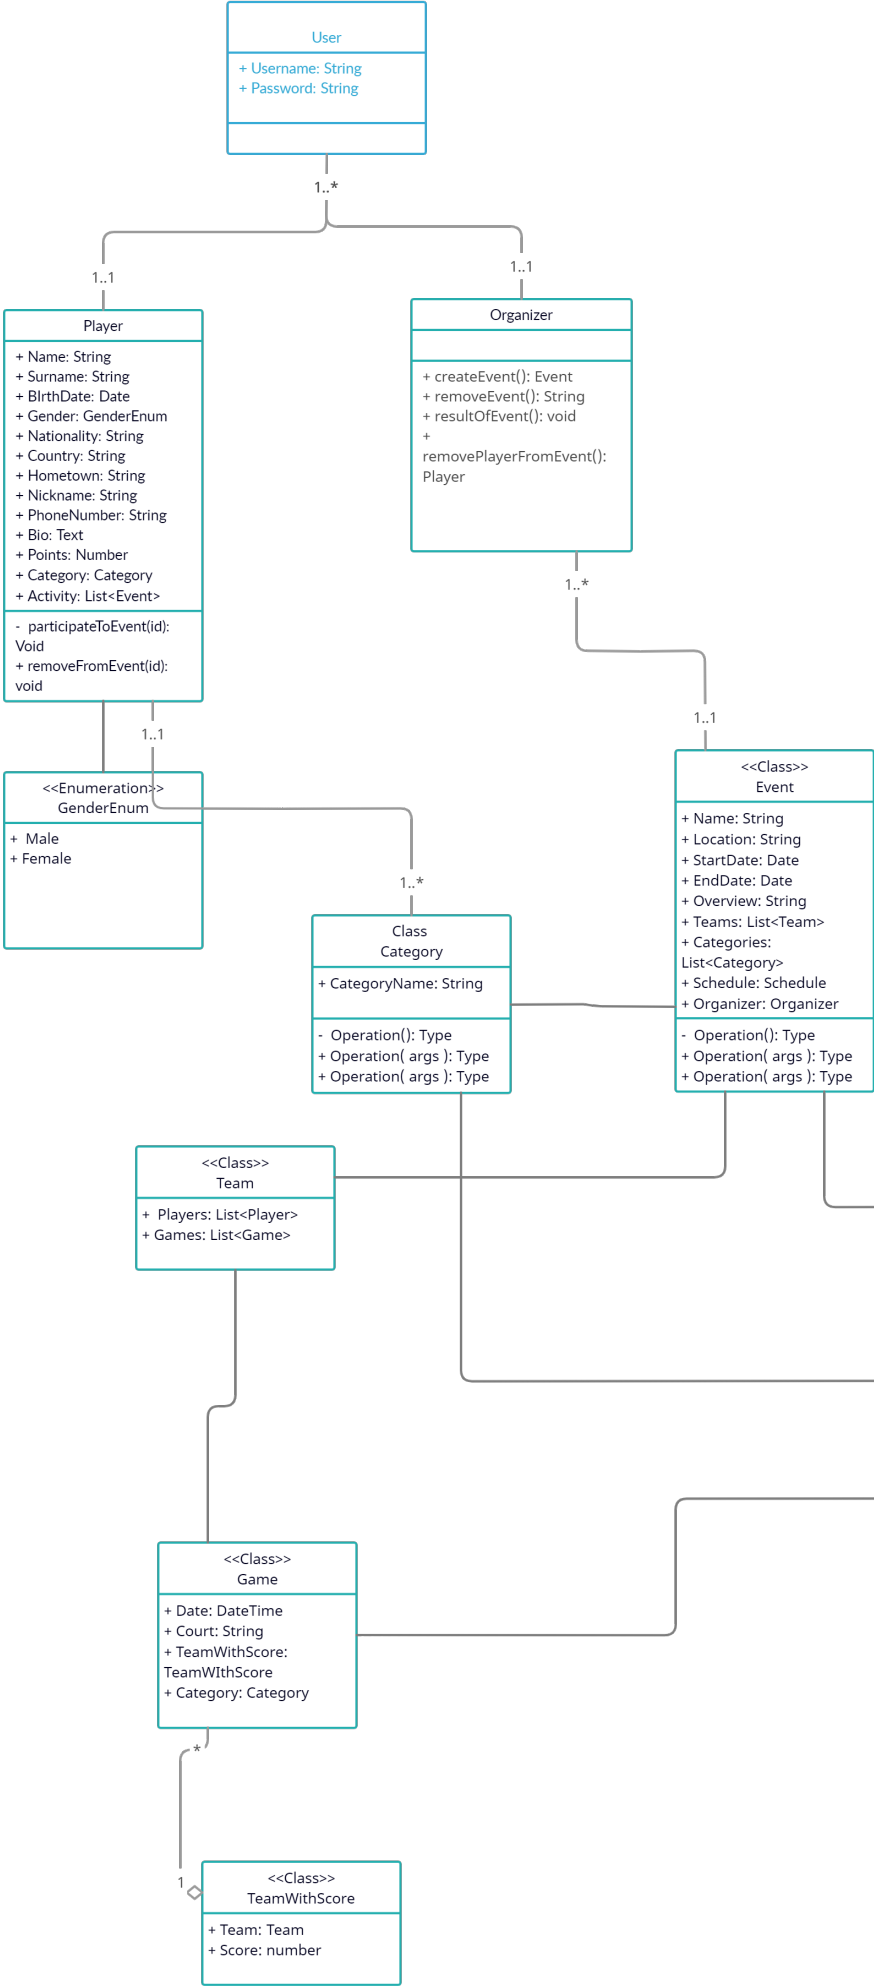 User
+ Username: String
+ Password: String
1..*
1..1
1..1
Player
+ Name: String
+ Surname: String
+ BIrthDate: Date
+ Gender: GenderEnum
+ Nationality: String
+ Country: String
+ Hometown: String
+ Nickname: String
+ PhoneNumber: String
+ Bio: Text
+ Points: Number
+ Category: Category
+ Activity: List<Event>
- participateToEvent(id):
Void
+ removeFromEvent(id):
void
Organizer
+ createEvent(): Event
+ removeEvent(): String
+ resultOfEvent(): void
+
removePlayerFromEvent():
Player
1..*
1..1
1..1
<<Enumeration>>
GenderEnum
+ Male
+ Female
1..*
Class
Category
+ CategoryName: String
- Operation(): Type
+ Operation( args ): Type
+ Operation( args ): Type
<<Class>>
Event
+ Name: String
+ Location: String
+ StartDate: Date
+ EndDate: Date
+ Overview: String
+ Teams: List<Team>
+ Categories:
List<Category>
+ Schedule: Schedule
+ Organizer: Organizer
- Operation(): Type
+ Operation( args ): Type
+ Operation( args ): Type
<<Class>>
Team
+ Players: List<Player>
+ Games: List<Game>
<<Class>>
Game
+ Date: DateTime
+ Court: String
+ TeamWithScore:
TeamWIthScore
+ Category: Category
*
1
<<Class>>
TeamWithScore
+ Team: Team
+ Score: number